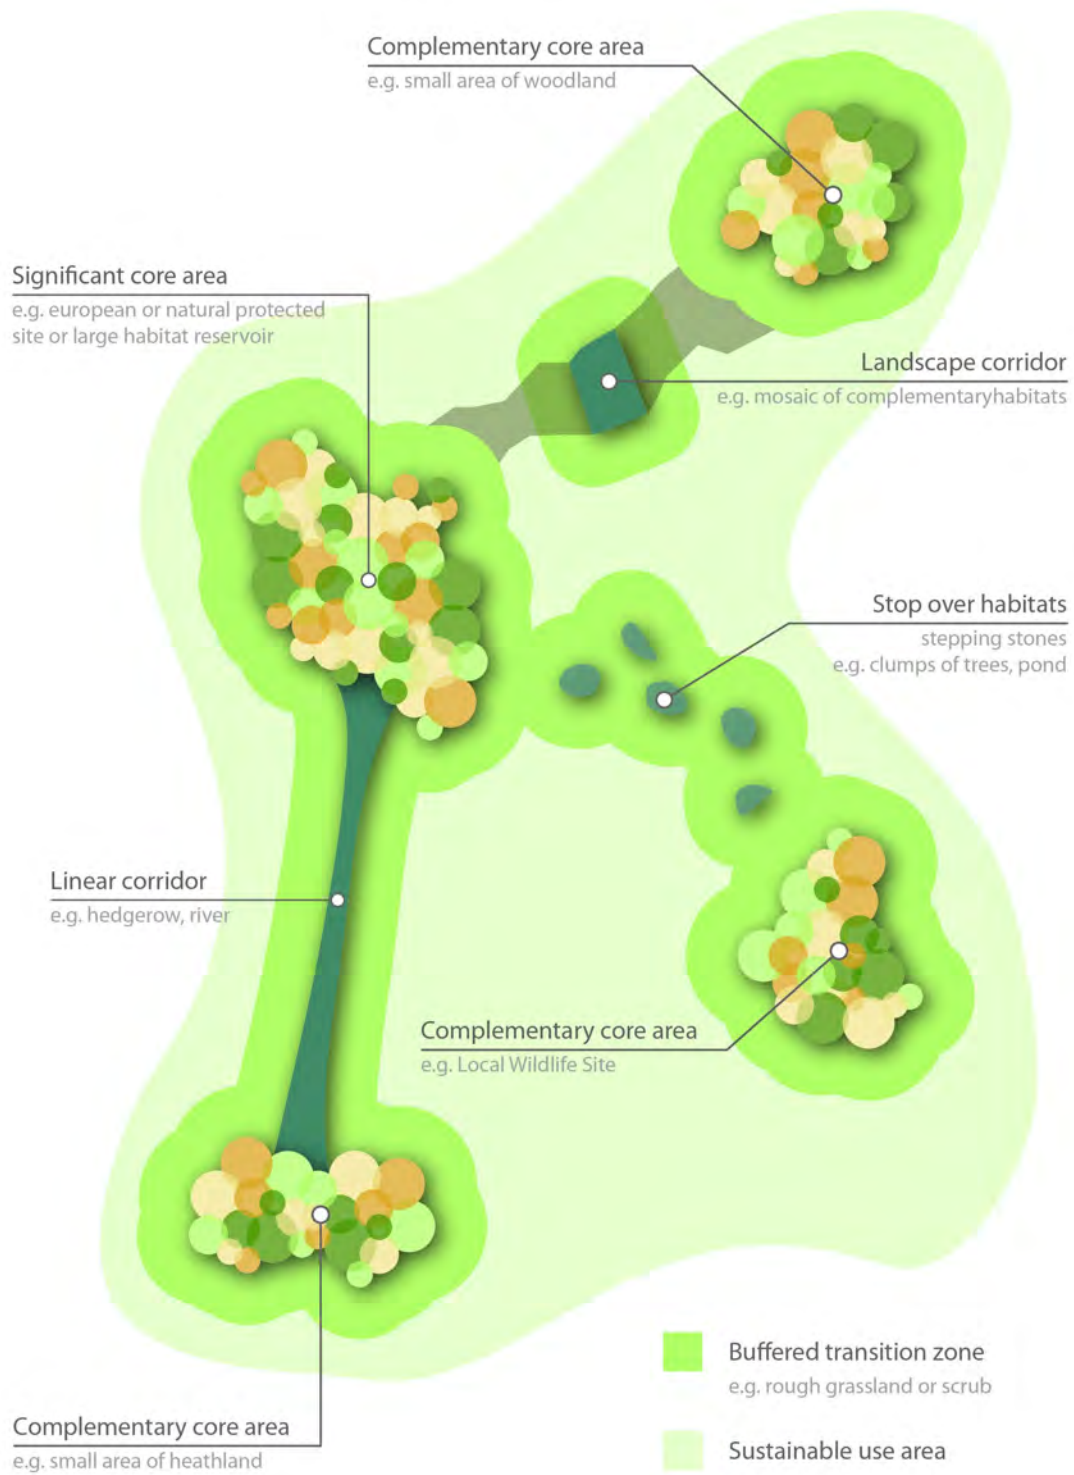 Complementary core area
e.g. small area of woodland
Significant core area
e.g. european or natural protected
site or large habitat reservoir
Landscape corridor
e.g. mosaic of complementaryhabitats
Stop over habitats
stepping stones
e.g. clumps of trees, pond
Linear corridor
e.g. hedgerow, river
Complementary core area
e.g. Local Wildlife Site
Buffered transition zone
e.g. rough grassland or scrub
Complementary core area
e.g. small area of heathland
Sustainable use area